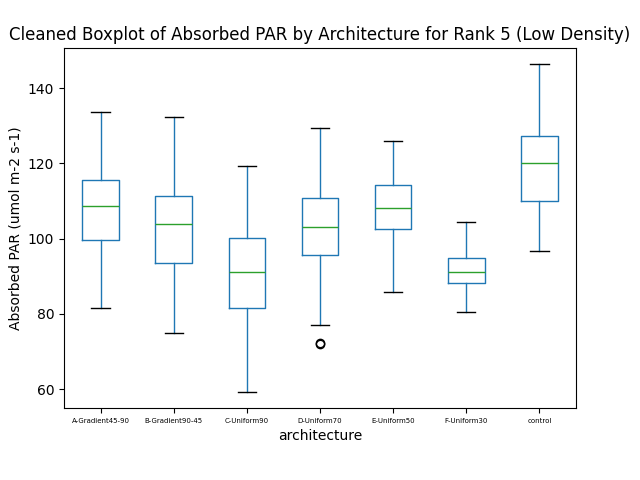 Cleaned Boxplot of Absorbed PAR by Architecture for Rank 5 (Low Density)
Absorbed PAR (umol m-2 s-1)
140
120
100
80
60
A-Gradient45-90 B-Gradient90-45 C-Uniform90 D-Uniform70 E-Uniform50 F-Uniform30 control
architecture